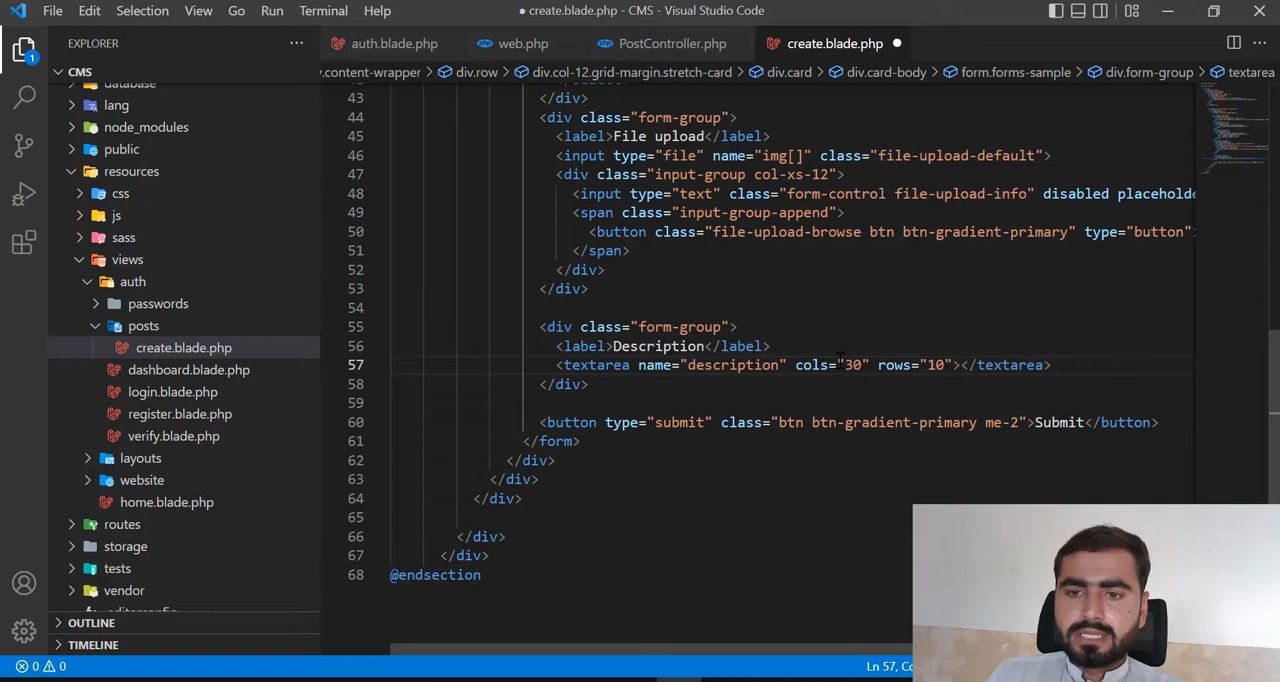 File Edit Selection View Go Run Terminal Help
● create.blade.php - CMS - Visual Studio Code
EXPLORER
auth.blade.php web.php PostController.php create.blade.php
.content-wrapper > div.row > div.col-12.grid-margin.stretch-card > div.card > div.card-body > form.forms-sample > div.form-group > textarea
1
CMS
database
lang
node_modules
public
resources
css
js
sass
views
auth
passwords
posts
create.blade.php
dashboard.blade.php
login.blade.php
register.blade.php
verify.blade.php
layouts
website
home.blade.php
routes
storage
tests
vendor
OUTLINE
TIMELINE
43 </div>
44 <div class="form-group">
45 <label>File upload</label>
46 <input type="file" name="img[]" class="file-upload-default">
47 <div class="input-group col-xs-12">
48 <input type="text" class="form-control file-upload-info" disabled placeholde
49 <span class="input-group-append">
50 <button class="file-upload-browse btn btn-gradient-primary" type="button">
51 </span>
52 </div>
53 </div>
54
55 <div class="form-group">
56 <label>Description</label>
57 <textarea name="description" cols="30" rows="10"></textarea>
58 </div>
59
60 <button type="submit" class="btn btn-gradient-primary me-2">Submit</button>
61 </form>
62 </div>
63 </div>
64 </div>
65
66 </div>
67 </div>
68 @endsection
0 0 Ln 57, Co